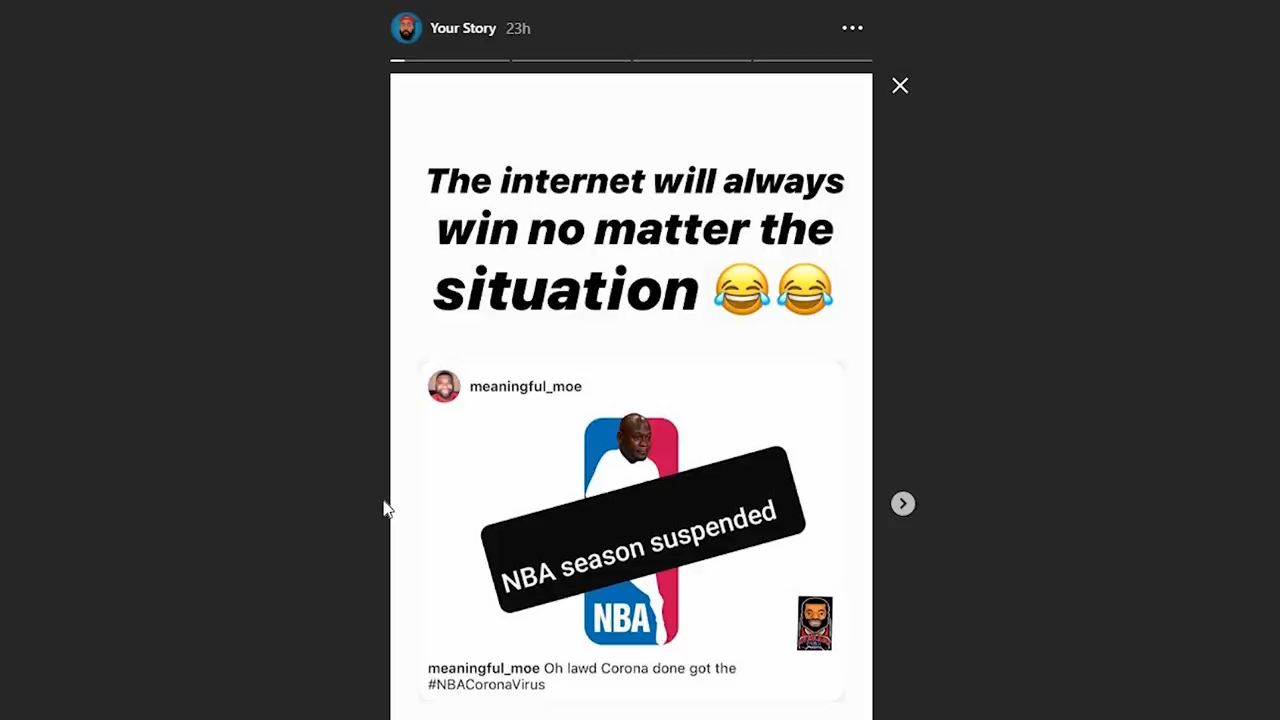 Your Story 23h
The internet will always
win no matter the
situation 😂😂
meaningful_moe
NBA season suspended
NBA
meaningful_moe Oh lawd Corona done got the
#NBACoronaVirus